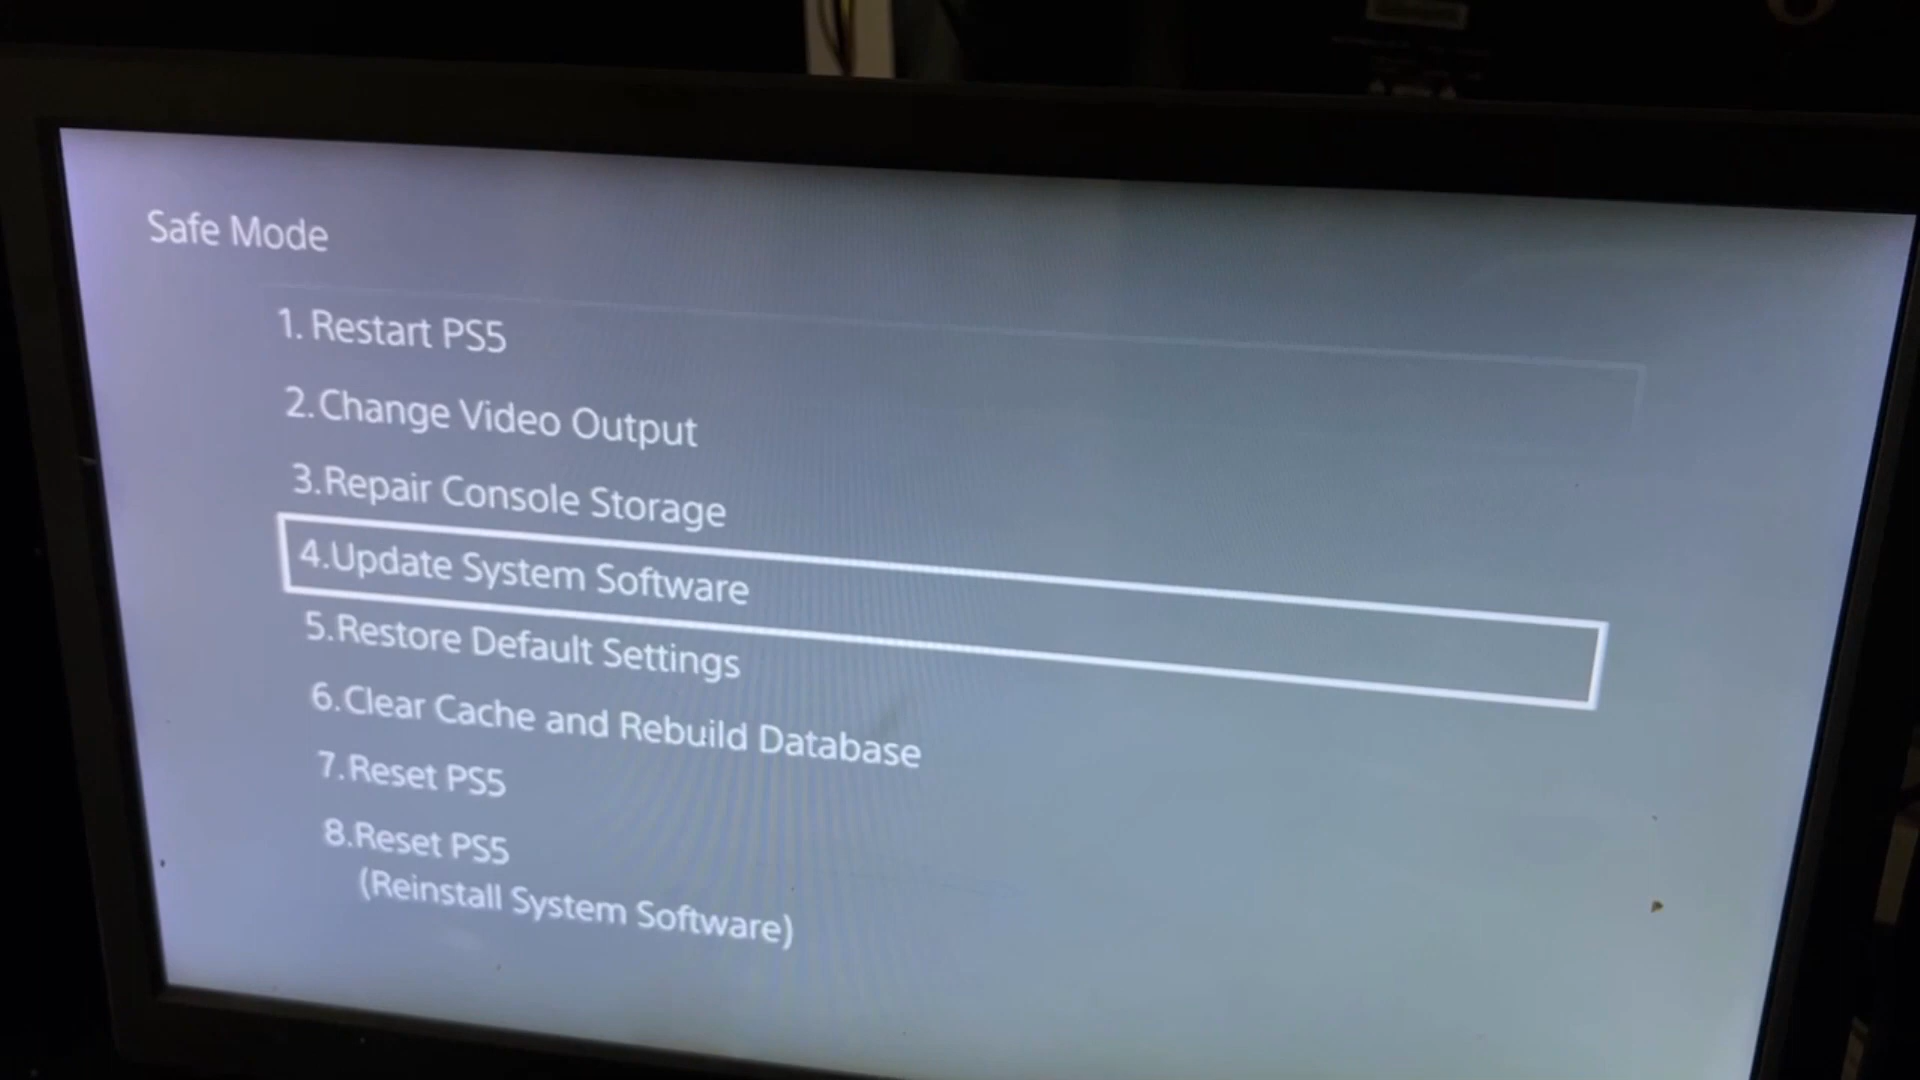 Safe Mode
1. Restart PS5
2.Change Video Output
3.Repair Console Storage
4.Update System Software
5.Restore Default Settings
6.Clear Cache and Rebuild Database
7.Reset PS5
8.Reset PS5
(Reinstall System Software)